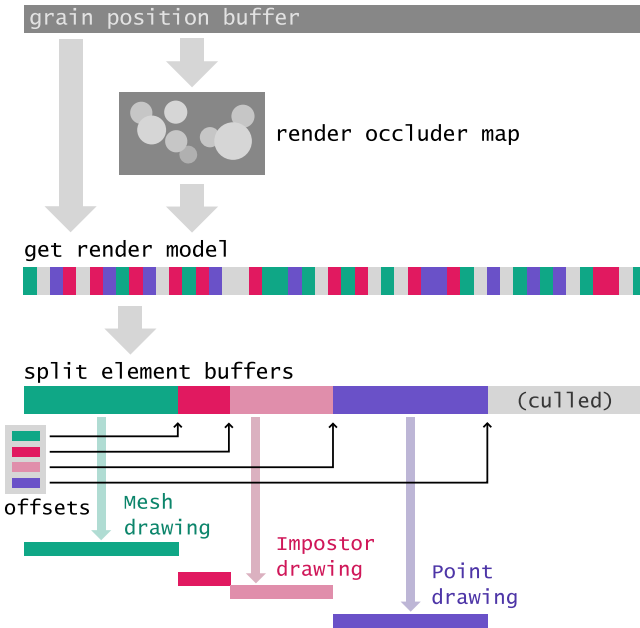 grain position buffer
render occluder map
get render model
split element buffers
(culled)
offsets
Mesh
drawing
Impostor
drawing
Point
drawing